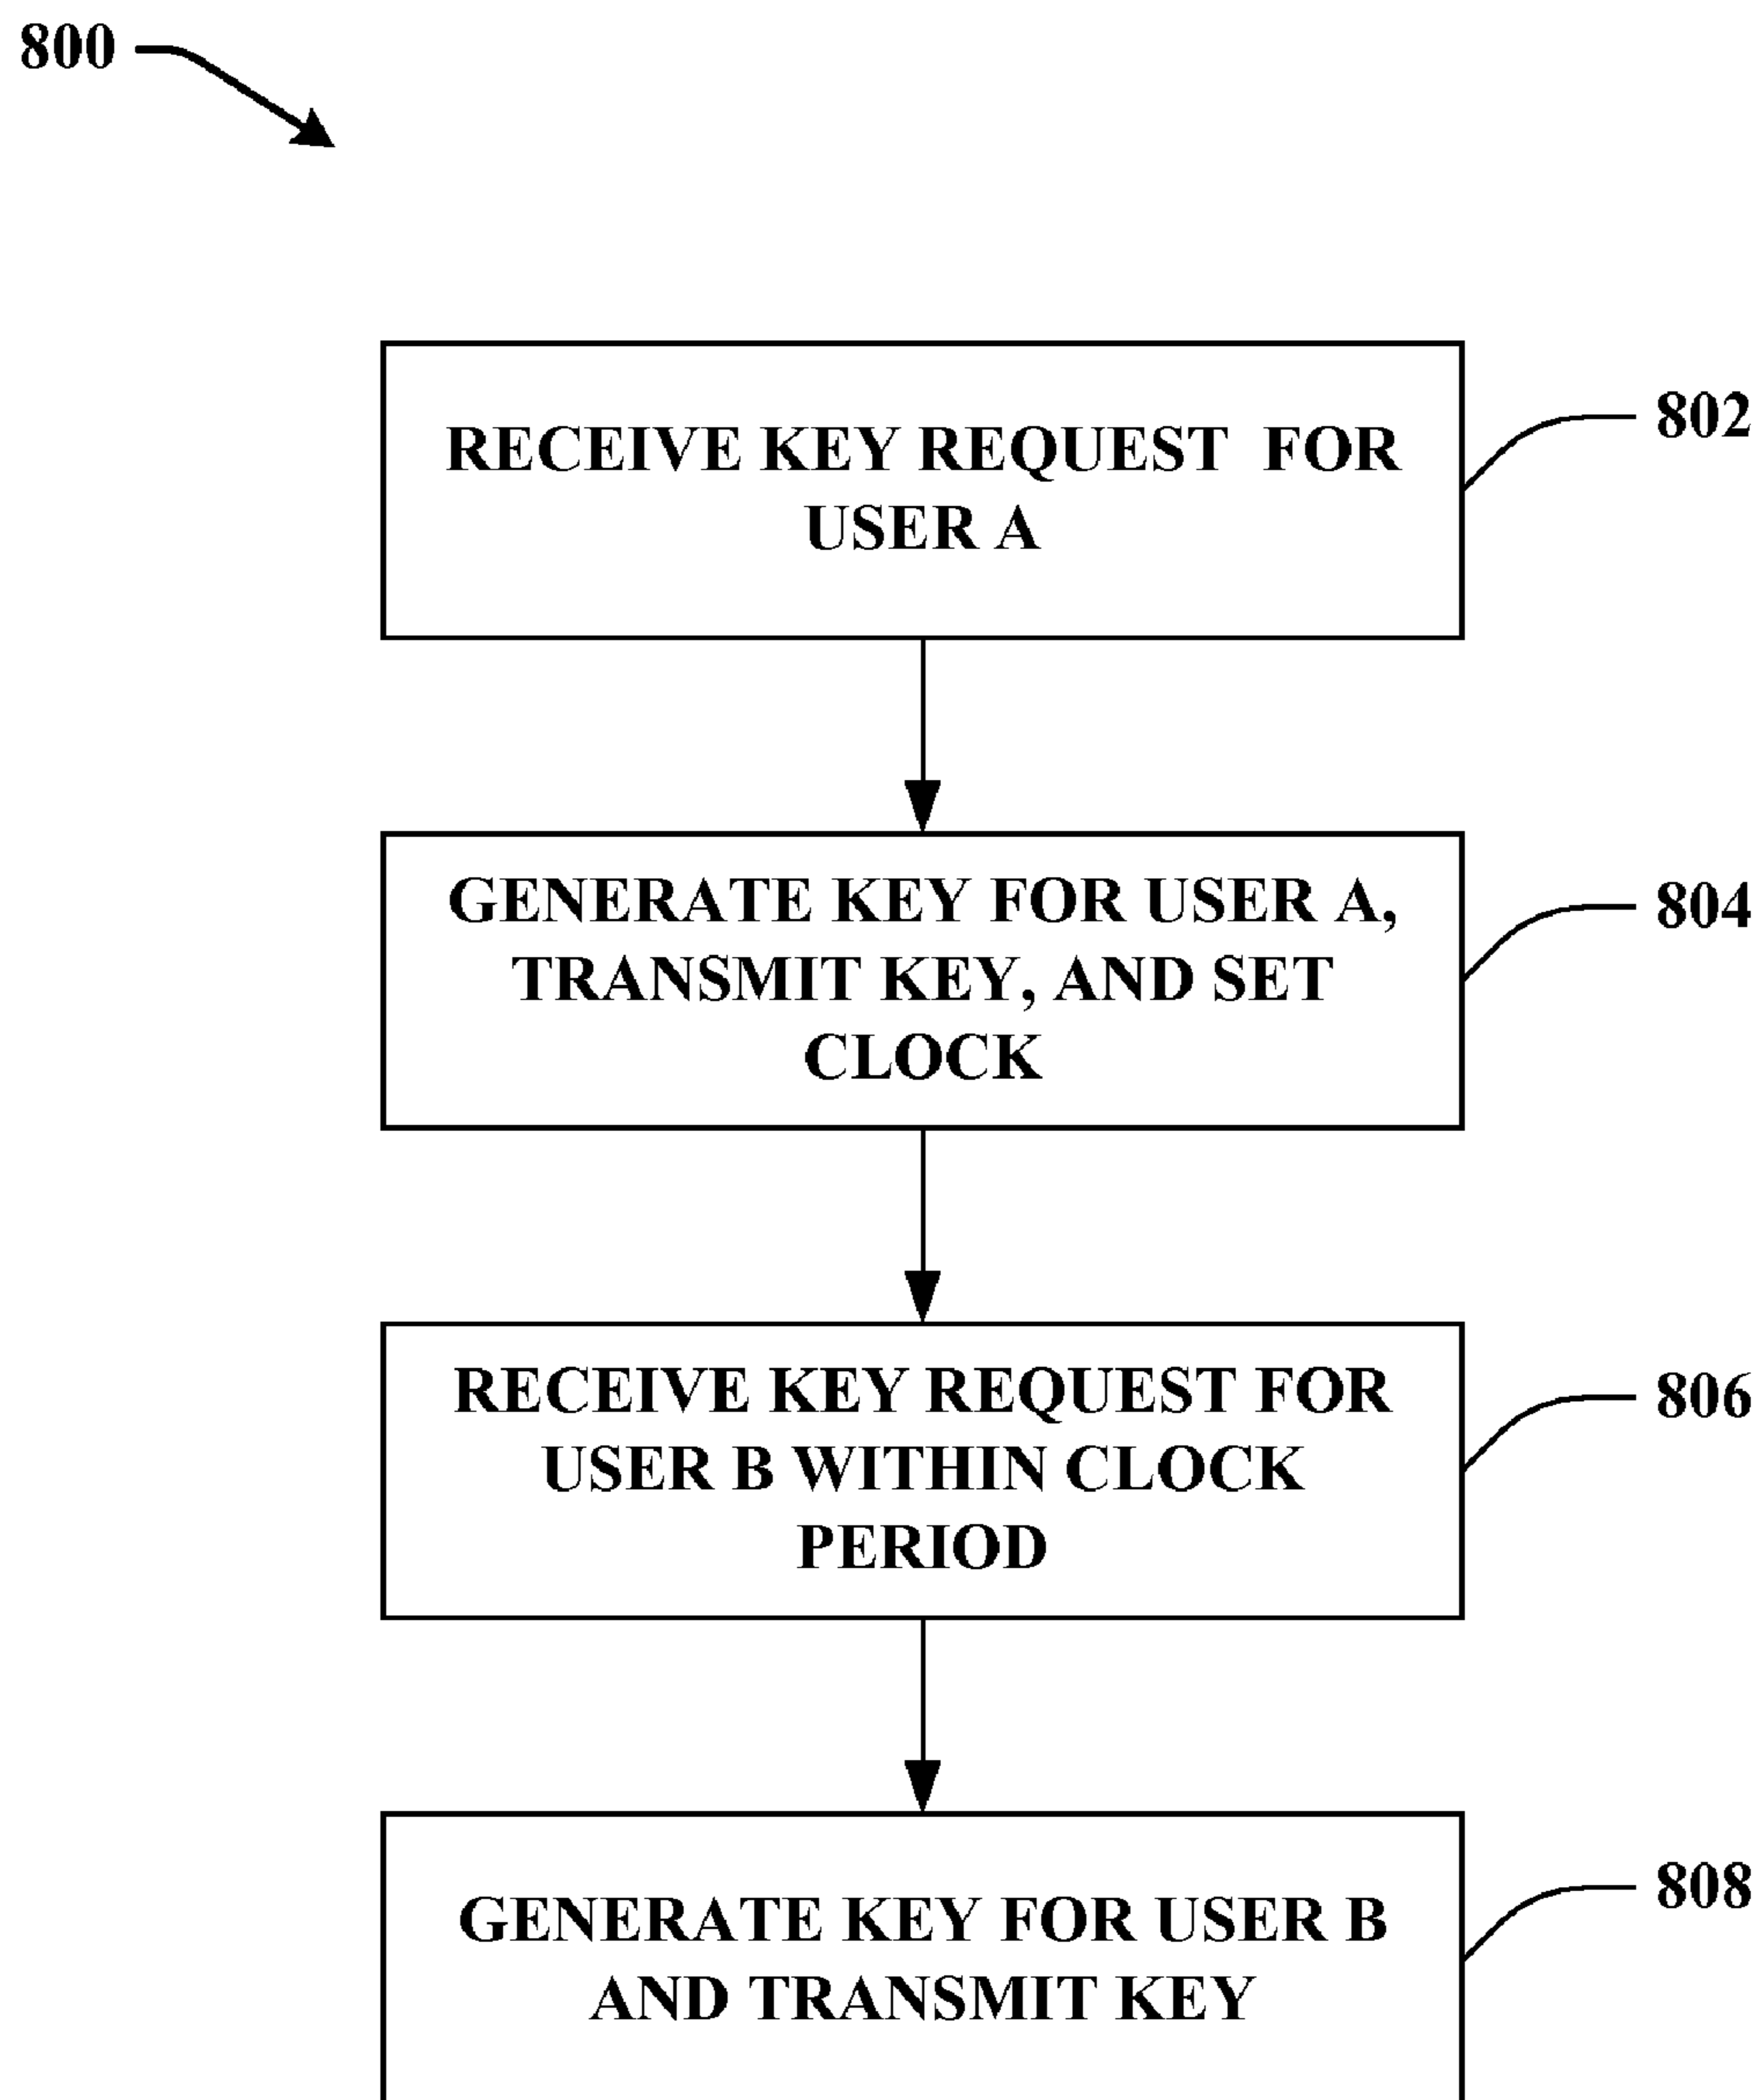 800
RECEIVE KEY REQUEST FOR
USER A
802
GENERATE KEY FOR USER A,
TRANSMIT KEY, AND SET
CLOCK
804
RECEIVE KEY REQUEST FOR
USER B WITHIN CLOCK
PERIOD
806
GENERATE KEY FOR USER B
AND TRANSMIT KEY
808